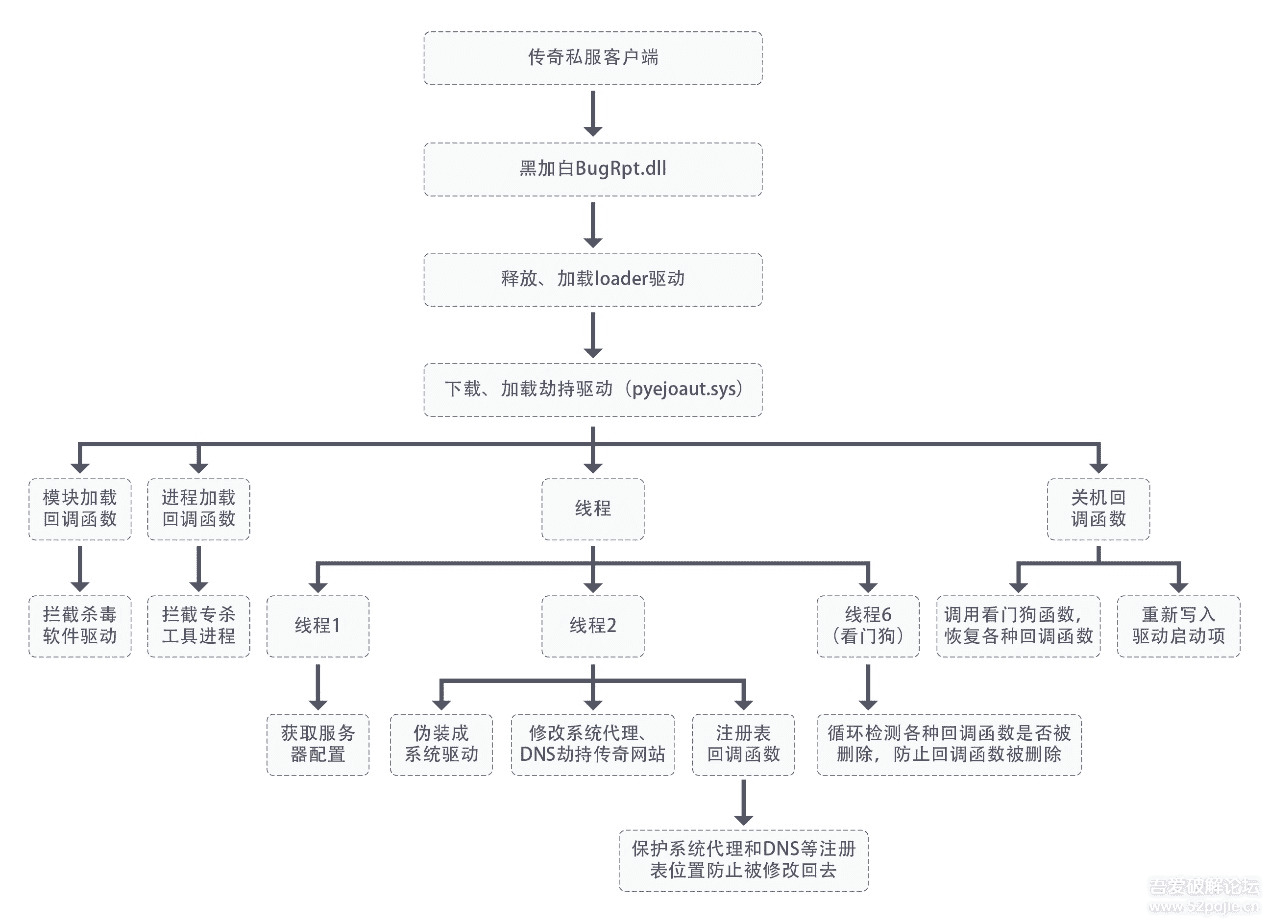 传奇私服客户端
黑加白BugRpt.dll
释放、加载loader驱动
下载、加载劫持驱动（pyejoaut.sys）
模块加载
回调函数
进程加载
回调函数
线程
关机回
调函数
拦截杀毒
软件驱动
拦截专杀
工具进程
线程1
线程2
线程6
（看门狗）
调用看门狗函数，
恢复各种回调函数
重新写入
驱动启动项
获取服务
器配置
伪装成
系统驱动
修改系统代理、
DNS劫持传奇网站
注册表
回调函数
循环检测各种回调函数是否被
删除，防止回调函数被删除
保护系统代理和DNS等注册
表位置防止被修改回去
吾爱破解论坛
www.52pojie.cn